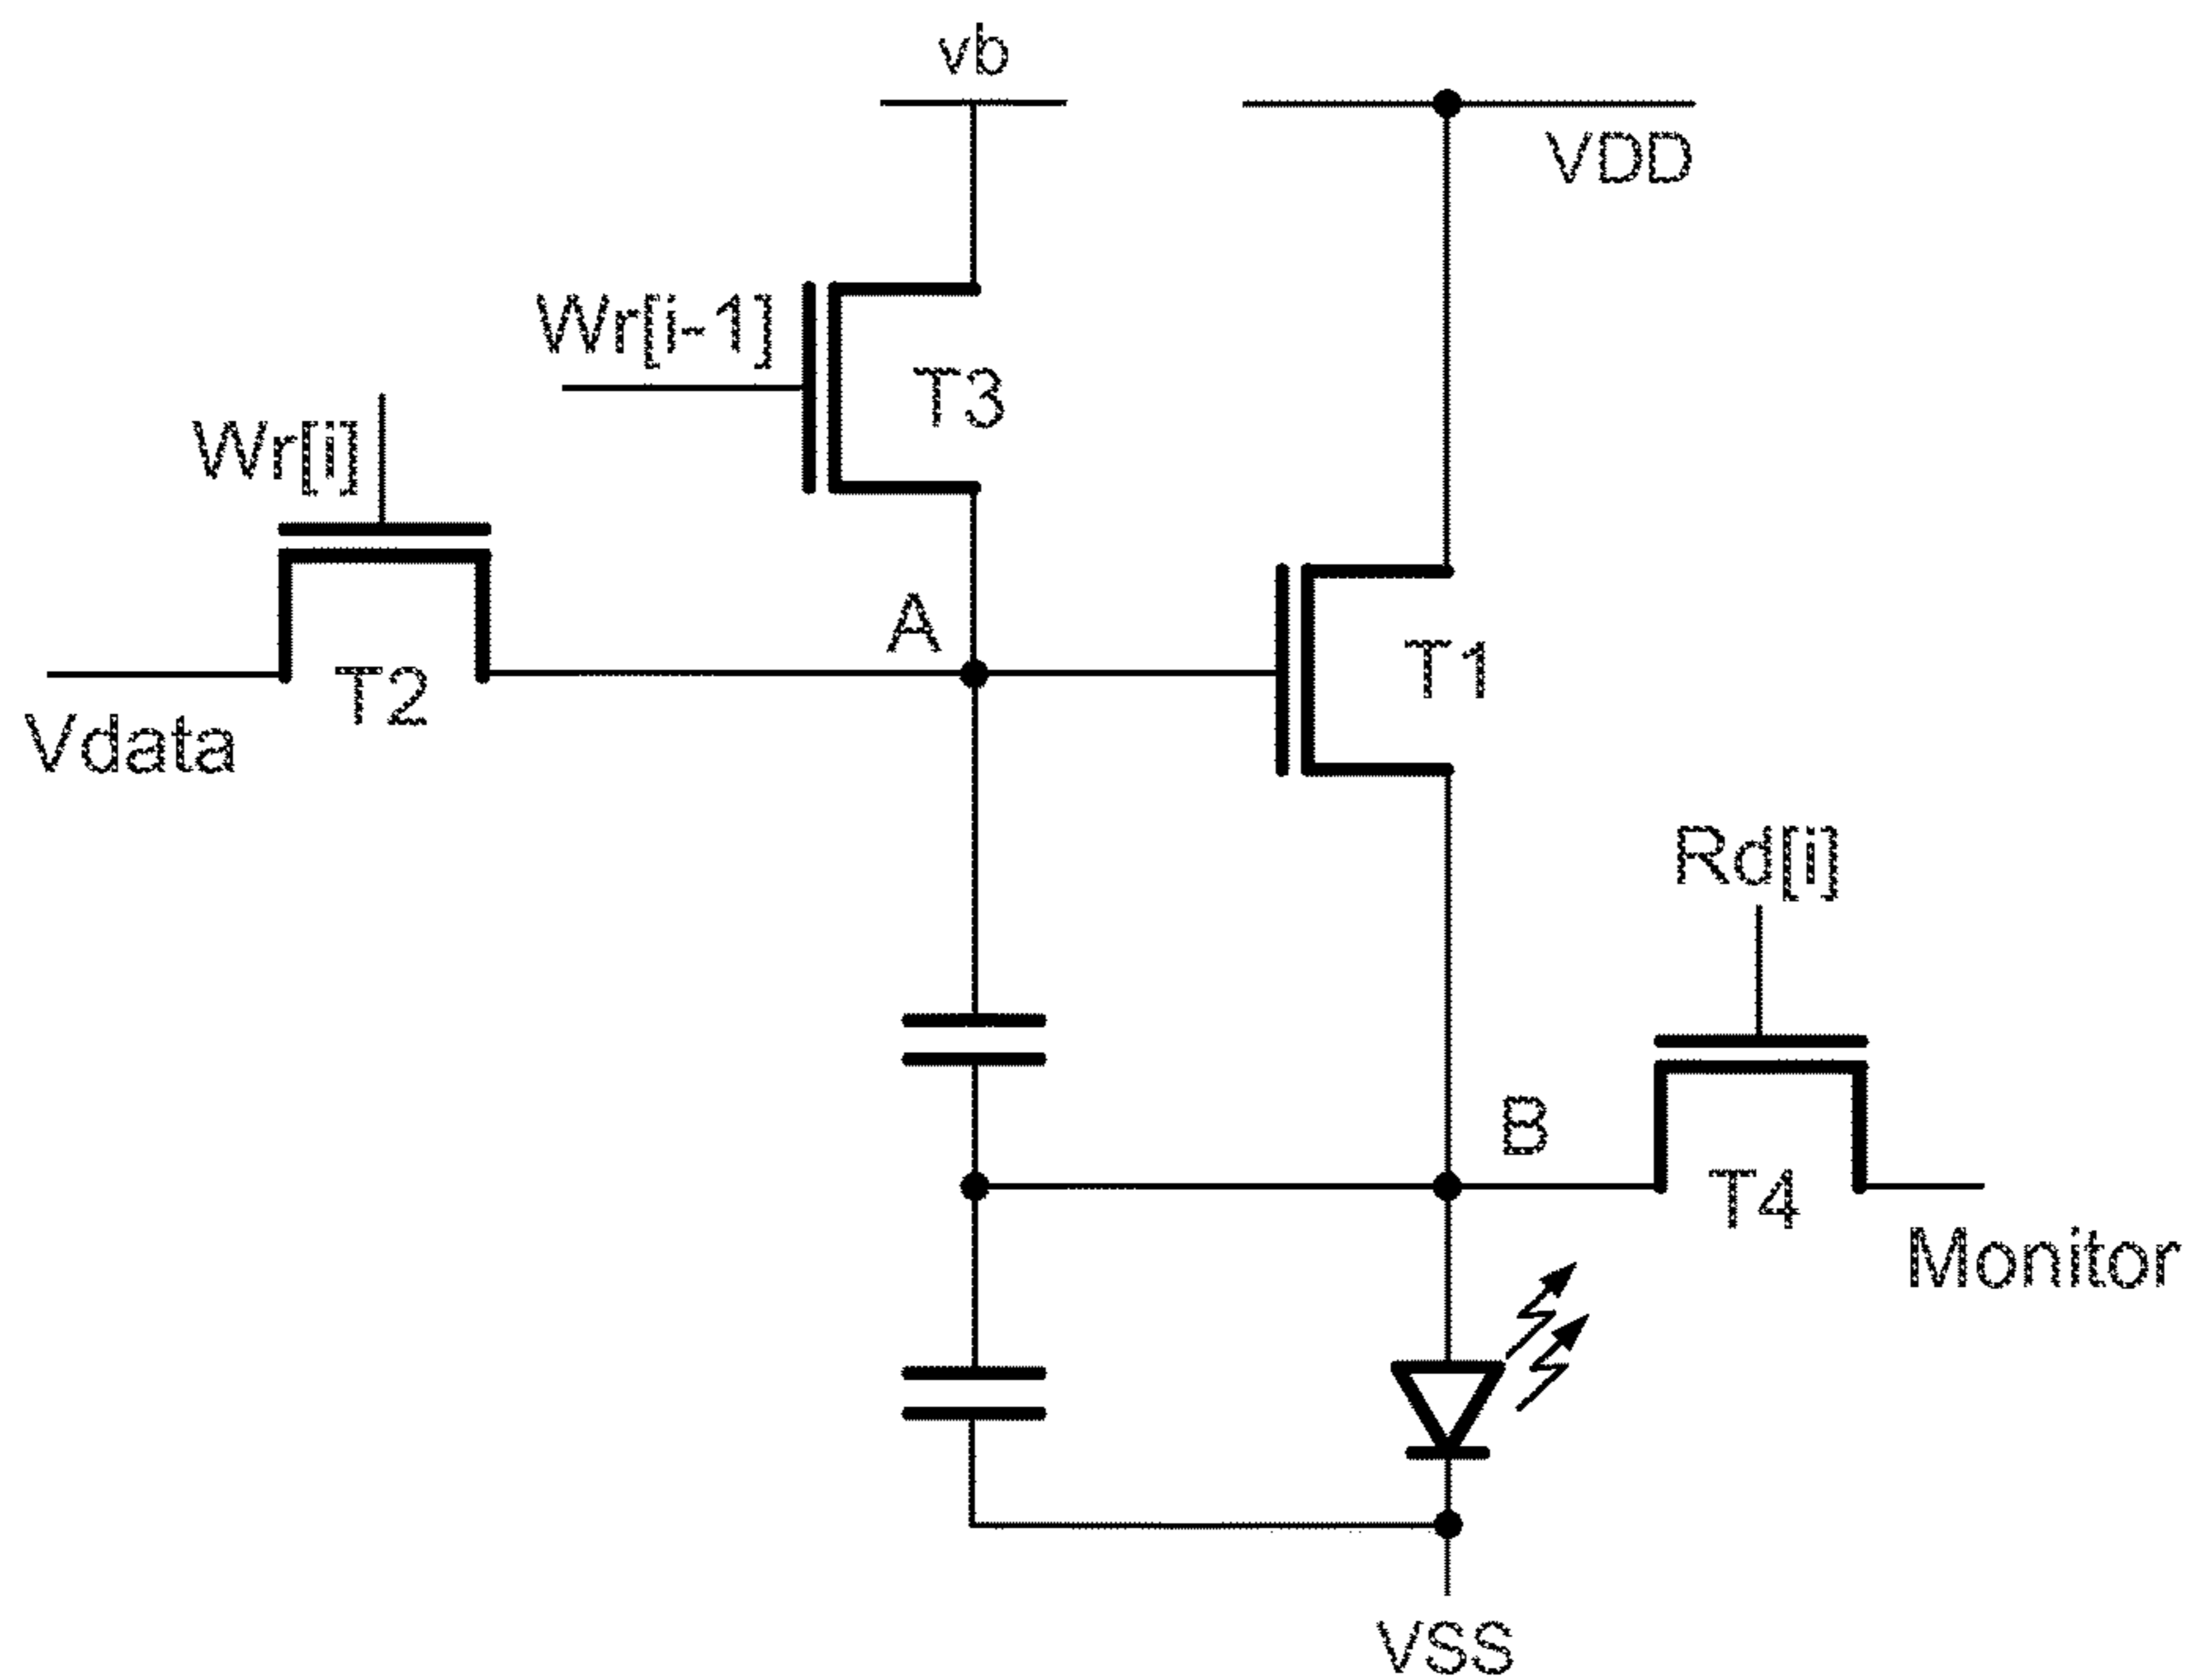 vb
VDD
Wr[i-1]
T3
Wr[i]
A
T1
T2
Vdata
Rd[i]
B
T4
Monitor
VSS